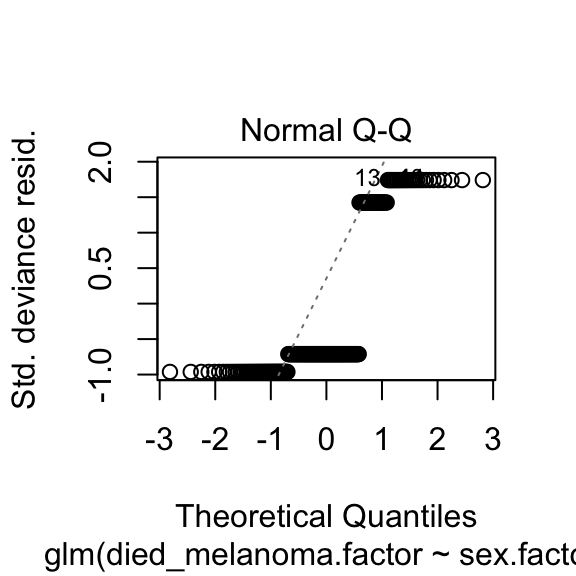 Normal Q-Q
Std. deviance resid.
2.0
0.5
-1.0
13
-3 -2 -1 0 1 2 3
Theoretical Quantiles
glm(died_melanoma.factor ~ sex.facto